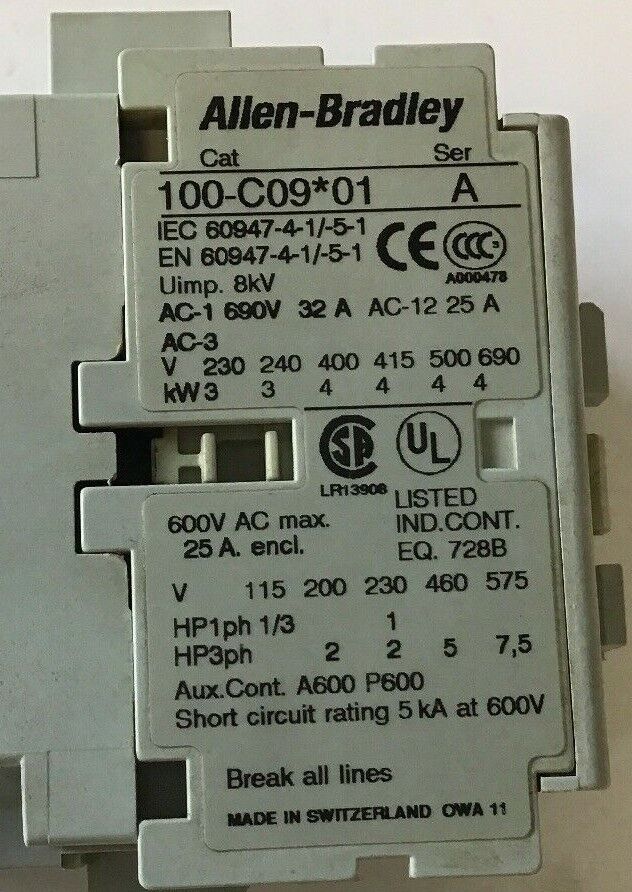 Allen-Bradley
Cat Ser
100-C09*01 A
IEC 60947-4-1/-5-1
EN 60947-4-1/-5-1
CE CCC S
Uimp. 8kV A000478
AC-1 690V 32 A AC-12 25 A
AC-3
V 230 240 400 415 500 690
kW 3 3 4 4 4 4
SA UL
LR13908
LISTED
600V AC max. IND.CONT.
25 A. encl. EQ. 728B
V 115 200 230 460 575
HP1ph 1/3 1
HP3ph 2 2 5 7,5
Aux.Cont. A600 P600
Short circuit rating 5 kA at 600V
Break all lines
MADE IN SWITZERLAND OWA 11